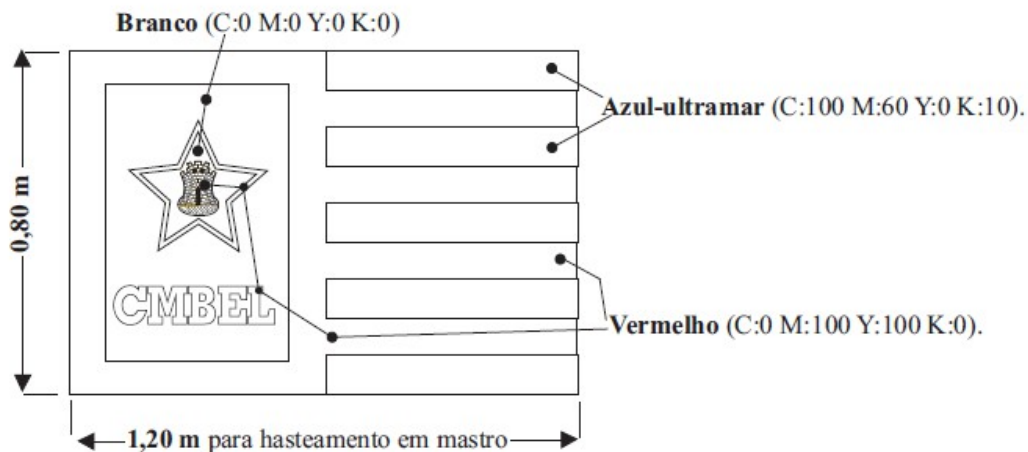 Branco (C:0 M:0 Y:0 K:0)
Azul-ultramar (C:100 M:60 Y:0 K:10).
0,80 m
CMBEL
Vermelho (C:0 M:100 Y:100 K:0).
1,20 m para hasteamento em mastro